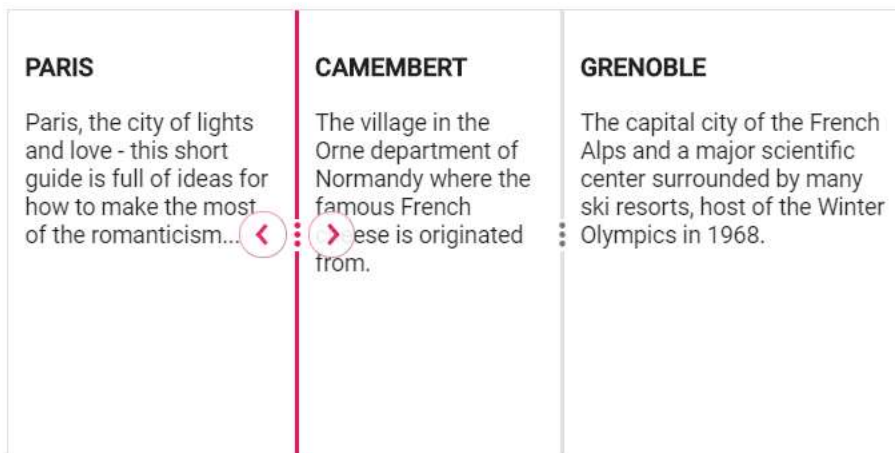 PARIS
Paris, the city of lights
and love - this short
guide is full of ideas for
how to make the most
of the romanticism...
CAMEMBERT
The village in the
Orne department of
Normandy where the
famous French
cheese is originated
from.
GRENOBLE
The capital city of the French
Alps and a major scientific
center surrounded by many
ski resorts, host of the Winter
Olympics in 1968.